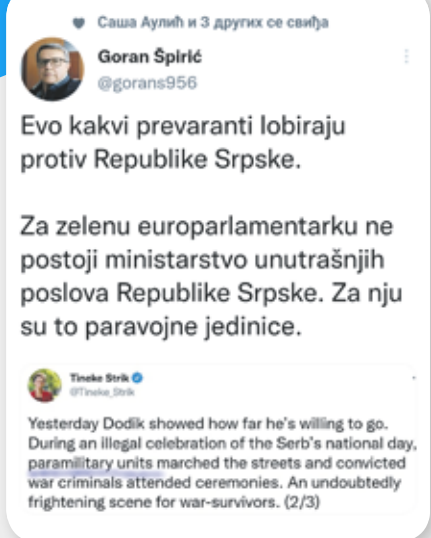 Саша Аулић и 3 других се свиђа
Goran Špirić
@gorans956
Evo kakvi prevaranti lobiraju
protiv Republike Srpske.
Za zelenu europarlamentarku ne
postoji ministarstvo unutrašnjih
poslova Republike Srpske. Za nju
su to paravojne jedinice.
Tineke Strik
@Tineke_Strik
Yesterday Dodik showed how far he's willing to go.
During an illegal celebration of the Serb's national day,
paramilitary units marched the streets and convicted
war criminals attended ceremonies. An undoubtedly
frightening scene for war-survivors. (2/3)